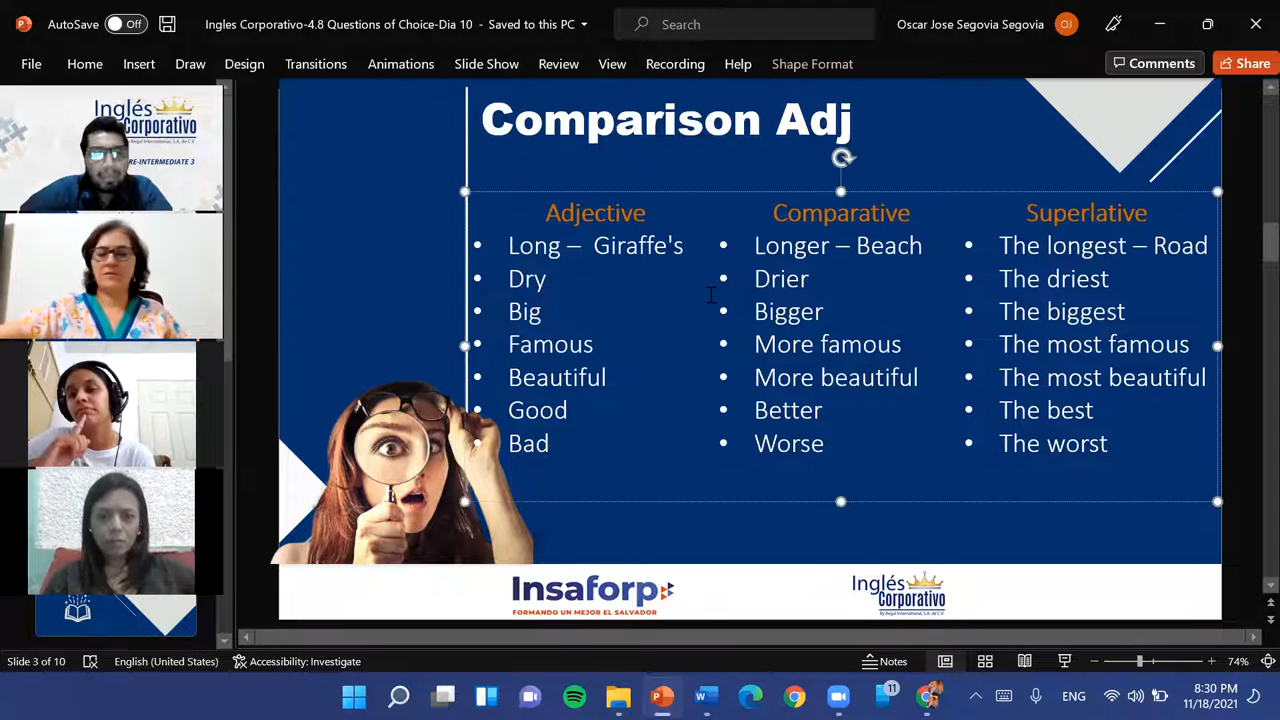 AutoSave Off Ingles Corporativo-4.8 Questions of Choice-Dia 10 - Saved to this PC Search Oscar Jose Segovia Segovia OJ
File Home Insert Draw Design Transitions Animations Slide Show Review View Recording Help Shape Format Comments Share
Inglés
Corporativo
RE-INTERMEDIATE 3
Comparison Adj
Adjective Comparative Superlative
• Long – Giraffe's • Longer – Beach • The longest – Road
• Dry • Drier • The driest
• Big • Bigger • The biggest
• Famous • More famous • The most famous
• Beautiful • More beautiful • The most beautiful
• Good • Better • The best
• Bad • Worse • The worst
Insaforp
FORMANDO UN MEJOR EL SALVADOR
Inglés
Corporativo
By Regal International, S.A. de C.V.
Slide 3 of 10 English (United States) Accessibility: Investigate Notes 74%
11 ENG 8:30 PM
11/18/2021